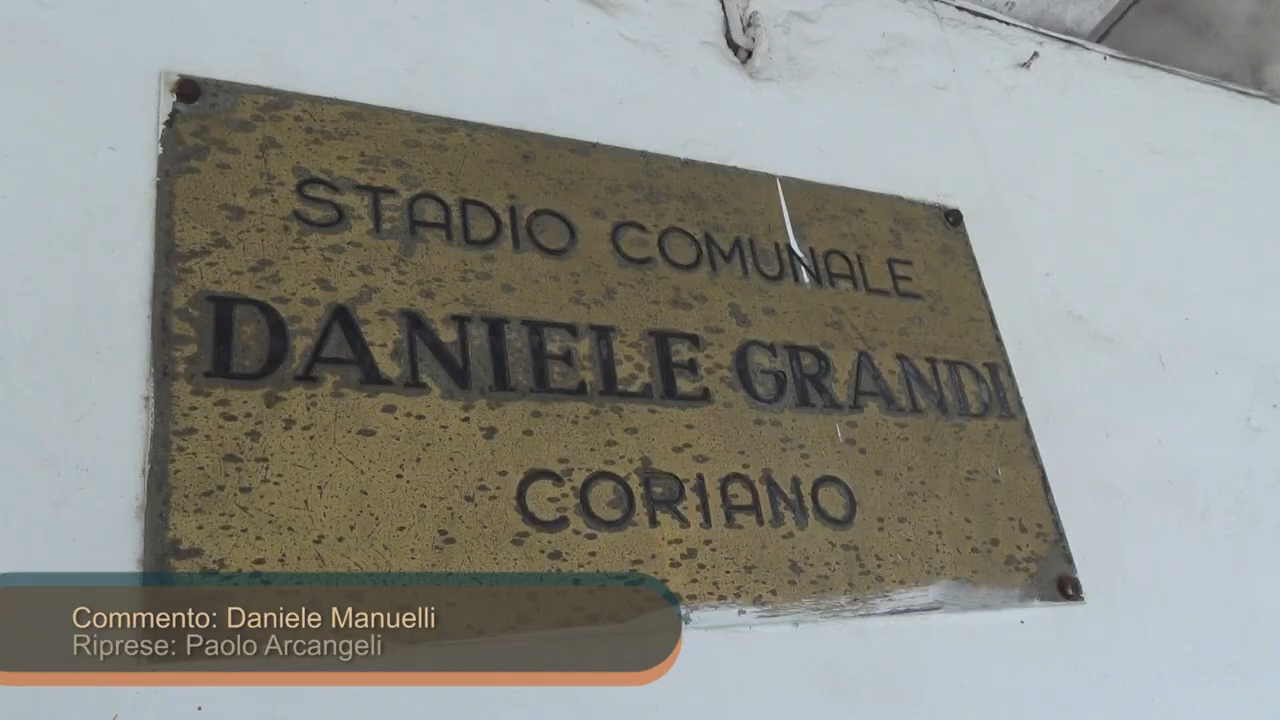 STADIO COMUNALE
DANIELE GRANDI
CORIANO
Commento: Daniele Manuelli
Riprese: Paolo Arcangeli